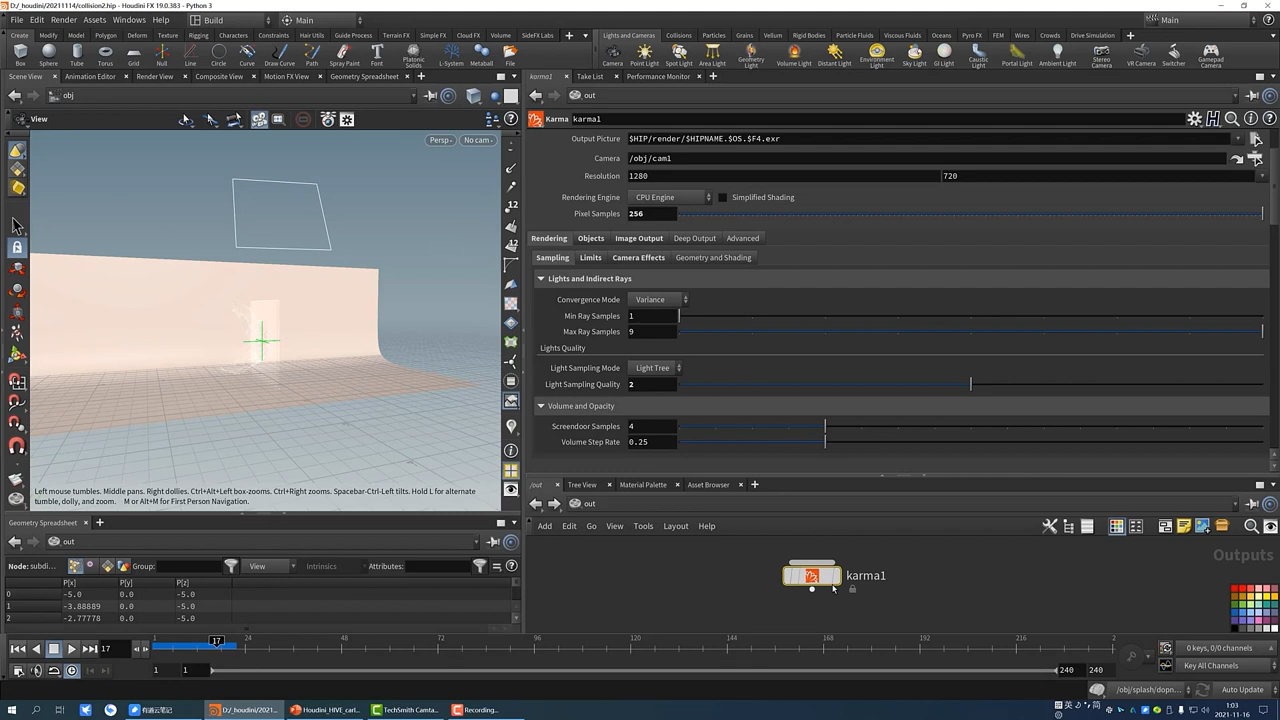 D:/_houdini/20211114/collision2.hip - Houdini FX 19.0.383 - Python 3
File Edit Render Assets Windows Help Build Main Main
Create Modify Model Polygon Deform Texture Rigging Characters Constraints Hair Utils Guide Process Terrain FX Simple FX Cloud FX Volume SideFX Labs
Lights and Cameras Collisions Particles Grains Vellum Rigid Bodies Particle Fluids Viscous Fluids Oceans Pyro FX FEM Wires Crowds Drive Simulation
Box Sphere Tube Torus Grid Null Line Circle Curve Draw Curve Path Spray Paint Font Platonic Solids L-System Metaball File
Camera Point Light Spot Light Area Light Geometry Light Volume Light Distant Light Environment Light Sky Light GI Light Caustic Light Portal Light Ambient Light Stereo Camera VR Camera Switcher Gamepad Camera
Scene View Animation Editor Render View Composite View Motion FX View Geometry Spreadsheet
karma1 Take List Performance Monitor
obj
out
View
Karma karma1
Persp No cam
Output Picture $HIP/render/$HIPNAME.$OS.$F4.exr
Camera /obj/cam1
Resolution 1280 720
Rendering Engine CPU Engine Simplified Shading
Pixel Samples 256
Rendering Objects Image Output Deep Output Advanced
Sampling Limits Camera Effects Geometry and Shading
Lights and Indirect Rays
Convergence Mode Variance
Min Ray Samples 1
Max Ray Samples 9
Lights Quality
Light Sampling Mode Light Tree
Light Sampling Quality 2
Volume and Opacity
Screendoor Samples 4
Volume Step Rate 0.25
Left mouse tumbles. Middle pans. Right dollies. Ctrl+Alt+Left box-zooms. Ctrl+Right zooms. Spacebar-Ctrl-Left tilts. Hold L for alternate
tumble, dolly, and zoom. M or Alt+M for First Person Navigation.
/out Tree View Material Palette Asset Browser
out
Add Edit Go View Tools Layout Help
Outputs
karma1
Geometry Spreadsheet
out
Node: subdi... Group: View Intrinsics Attributes:
P[x] P[y] P[z]
0 -5.0 0.0 -5.0
1 -3.88889 0.0 -5.0
2 -2.77778 0.0 -5.0
17 1 17 24 48 72 96 120 144 168 192 216 2
0 keys, 0/0 channels
1 1 240 240 Key All Channels
/obj/splash/dopn... Auto Update
有道云笔记 D:/_houdini/2021... Houdini_HIVE_carl... TechSmith Camta... Recording...
英
1:03
2021-11-16